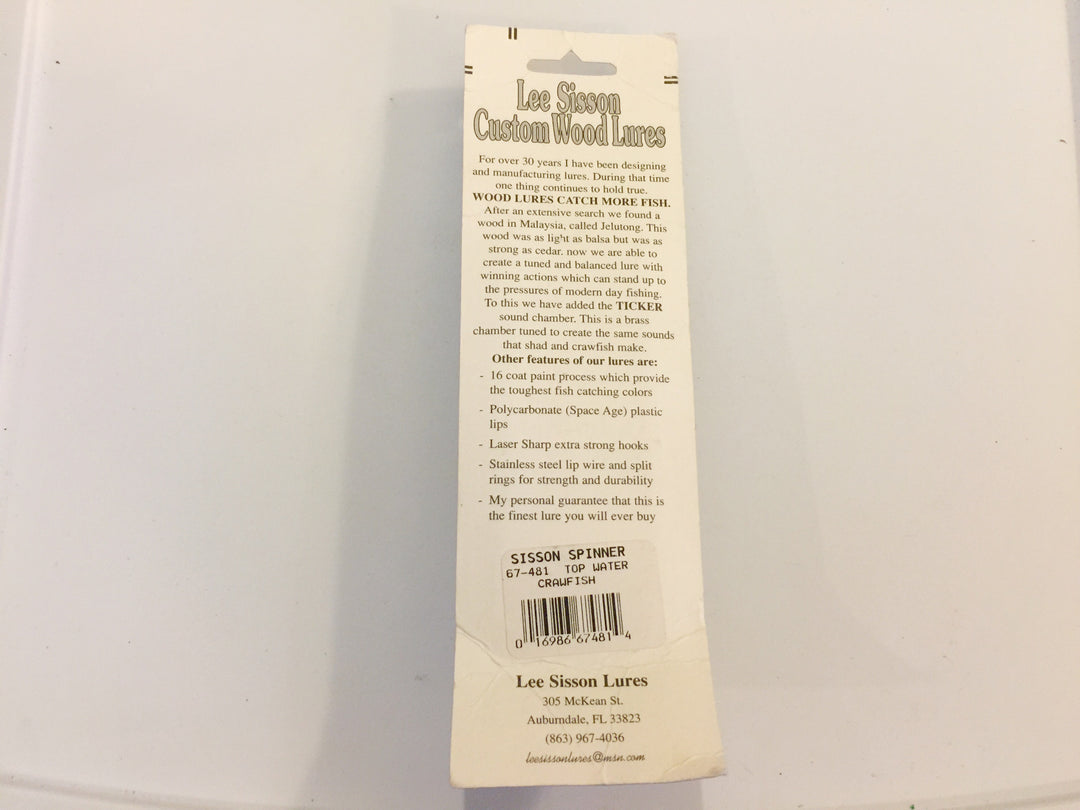 Lee Sisson
Custom Wood Lures
For over 30 years I have been designing
and manufacturing lures. During that time
one thing continues to hold true.
WOOD LURES CATCH MORE FISH.
After an extensive search we found a
wood in Malaysia, called Jelutong. This
wood was as light as balsa but was as
strong as cedar. now we are able to
create a tuned and balanced lure with
winning actions which can stand up to
the pressures of modern day fishing.
To this we have added the TICKER
sound chamber. This is a brass
chamber tuned to create the same sounds
that shad and crawfish make.
Other features of our lures are:
- 16 coat paint process which provide
the toughest fish catching colors
- Polycarbonate (Space Age) plastic
lips
- Laser Sharp extra strong hooks
- Stainless steel lip wire and split
rings for strength and durability
- My personal guarantee that this is
the finest lure you will ever buy
SISSON SPINNER
67-481 TOP WATER
CRAWFISH
0 16986 67481 4
Lee Sisson Lures
305 McKean St.
Auburndale, FL 33823
(863) 967-4036
leesissonlures@msn.com